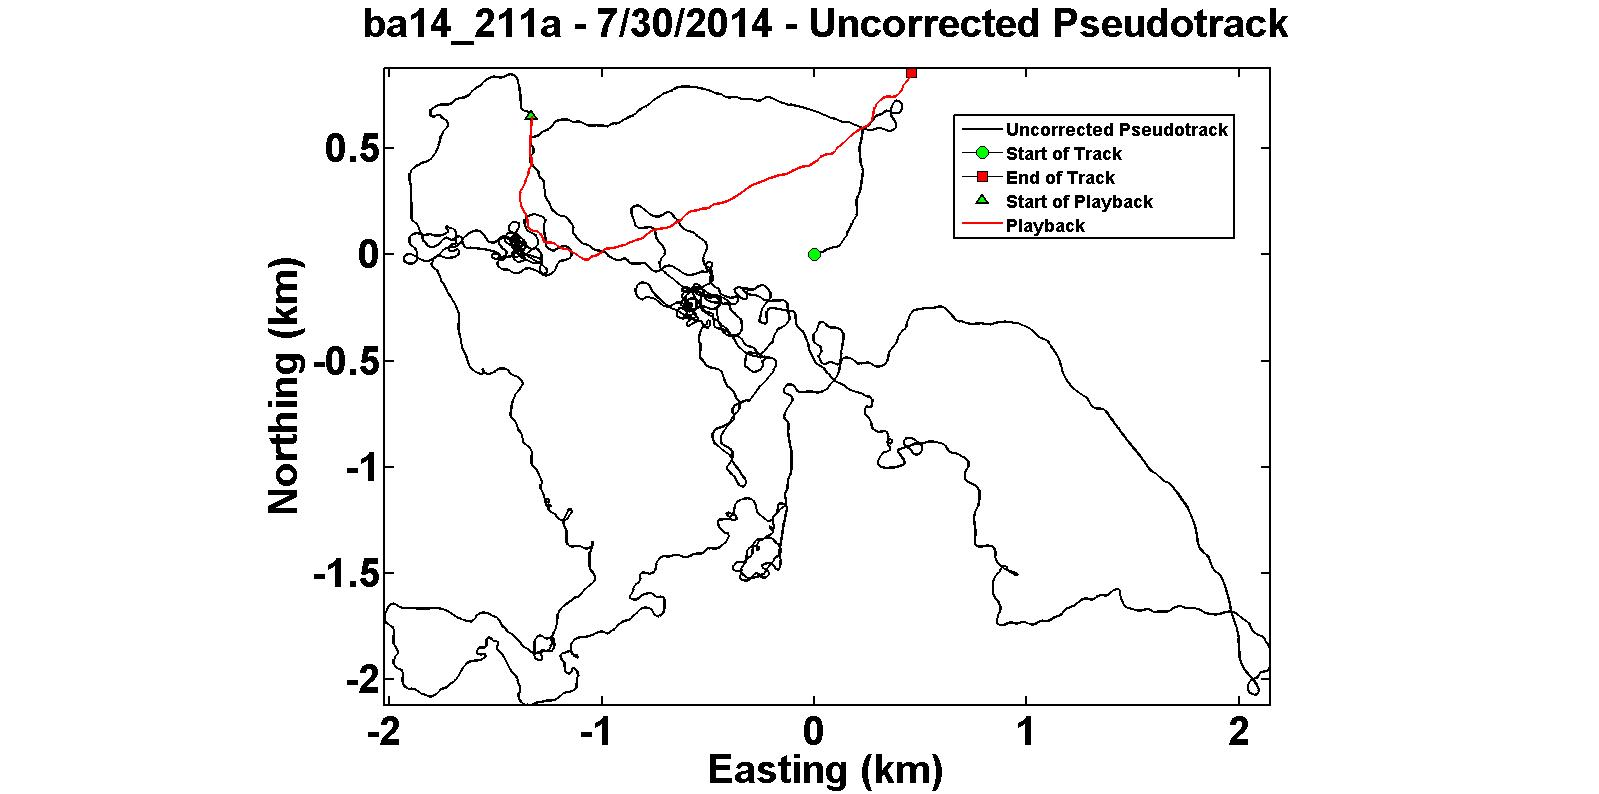 ba14_211a - 7/30/2014 - Uncorrected Pseudotrack
Uncorrected Pseudotrack
Start of Track
End of Track
Start of Playback
Playback
0.5
0
-0.5
-1
-1.5
-2
Northing (km)
-2 -1 0 1 2
Easting (km)